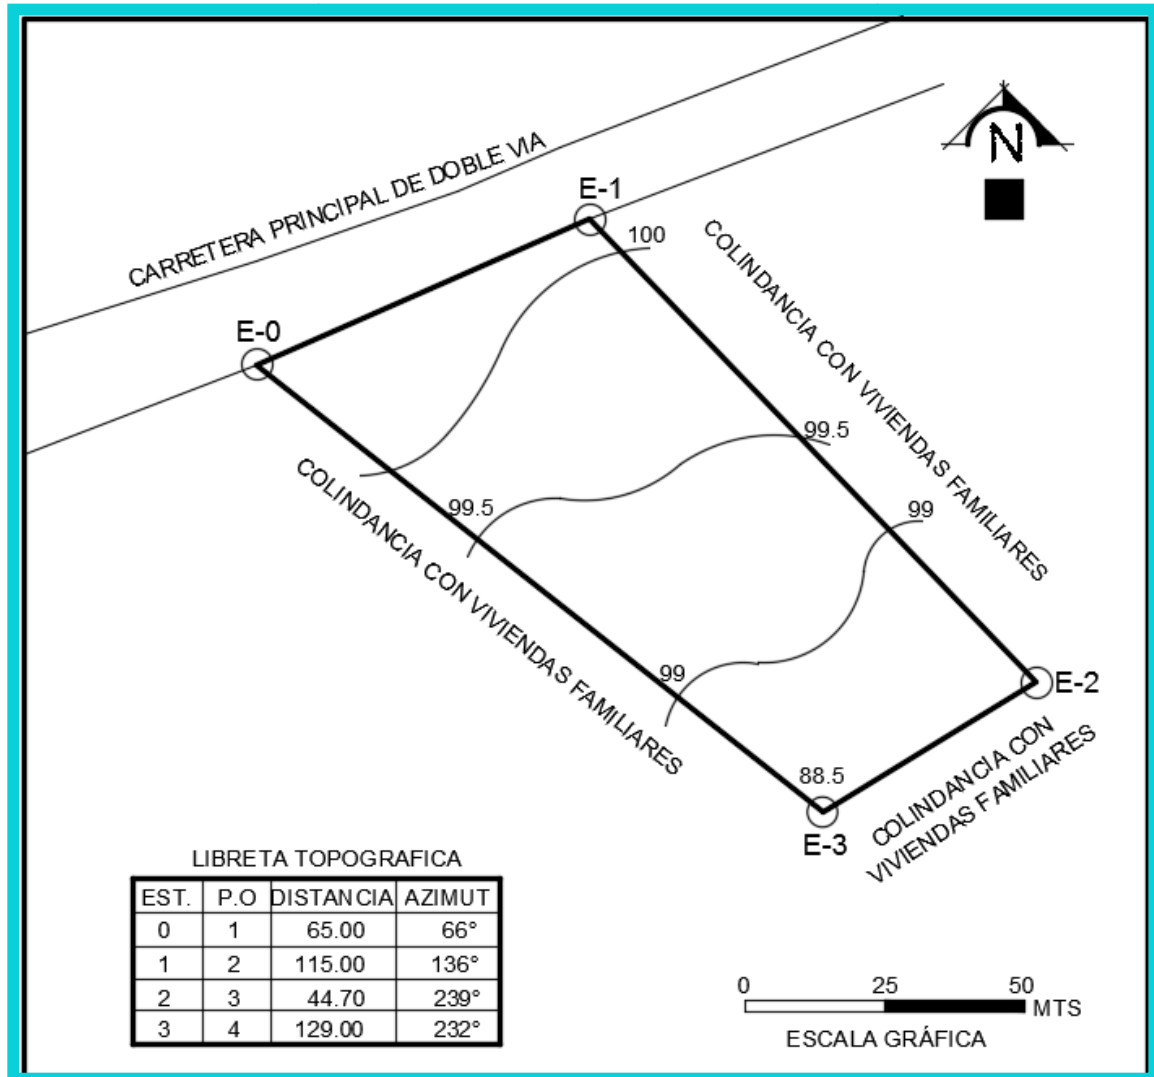 N
CARRETERA PRINCIPAL DE DOBLE VIA
E-1
100
COLINDANCIA CON VIVIENDAS FAMILIARES
E-0
99.5
99.5
COLINDANCIA CON VIVIENDAS FAMILIARES
99
99
E-2
88.5
E-3
COLINDANCIA CON
VIVIENDAS FAMILIARES
LIBRETA TOPOGRAFICA
EST. P.O DISTANCIA AZIMUT
0 1 65.00 66°
1 2 115.00 136°
2 3 44.70 239°
3 4 129.00 232°
0 25 50
MTS
ESCALA GRÁFICA